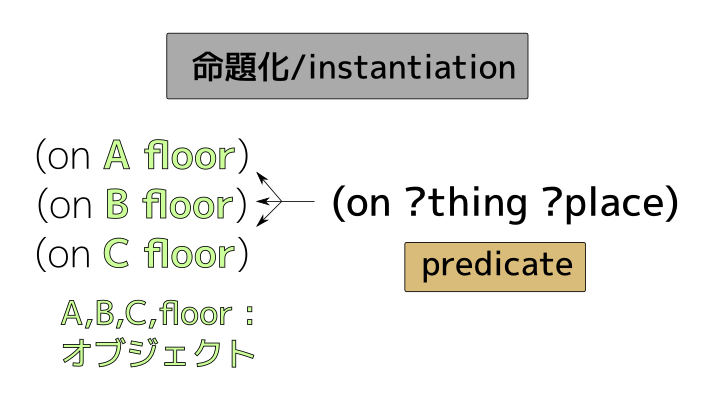 命題化/instantiation
(on A floor)
(on B floor)
(on C floor)
(on ?thing ?place)
predicate
A,B,C,floor :
オブジェクト